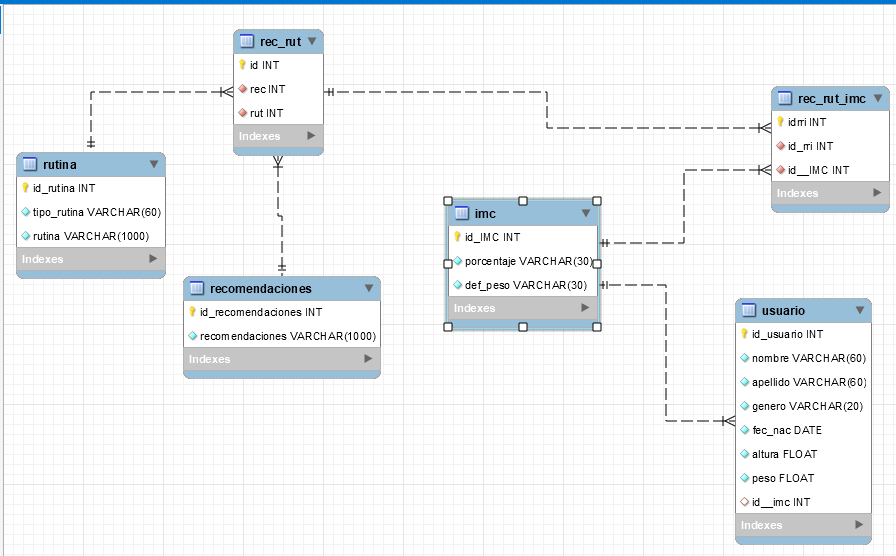 rec_rut
id INT
rec INT
rut INT
Indexes
rec_rut_imc
idrri INT
id_rri INT
id__IMC INT
Indexes
rutina
id_rutina INT
tipo_rutina VARCHAR(60)
rutina VARCHAR(1000)
Indexes
imc
id_IMC INT
porcentaje VARCHAR(30)
def_peso VARCHAR(30)
Indexes
recomendaciones
id_recomendaciones INT
recomendaciones VARCHAR(1000)
Indexes
usuario
id_usuario INT
nombre VARCHAR(60)
apellido VARCHAR(60)
genero VARCHAR(20)
fec_nac DATE
altura FLOAT
peso FLOAT
id__imc INT
Indexes